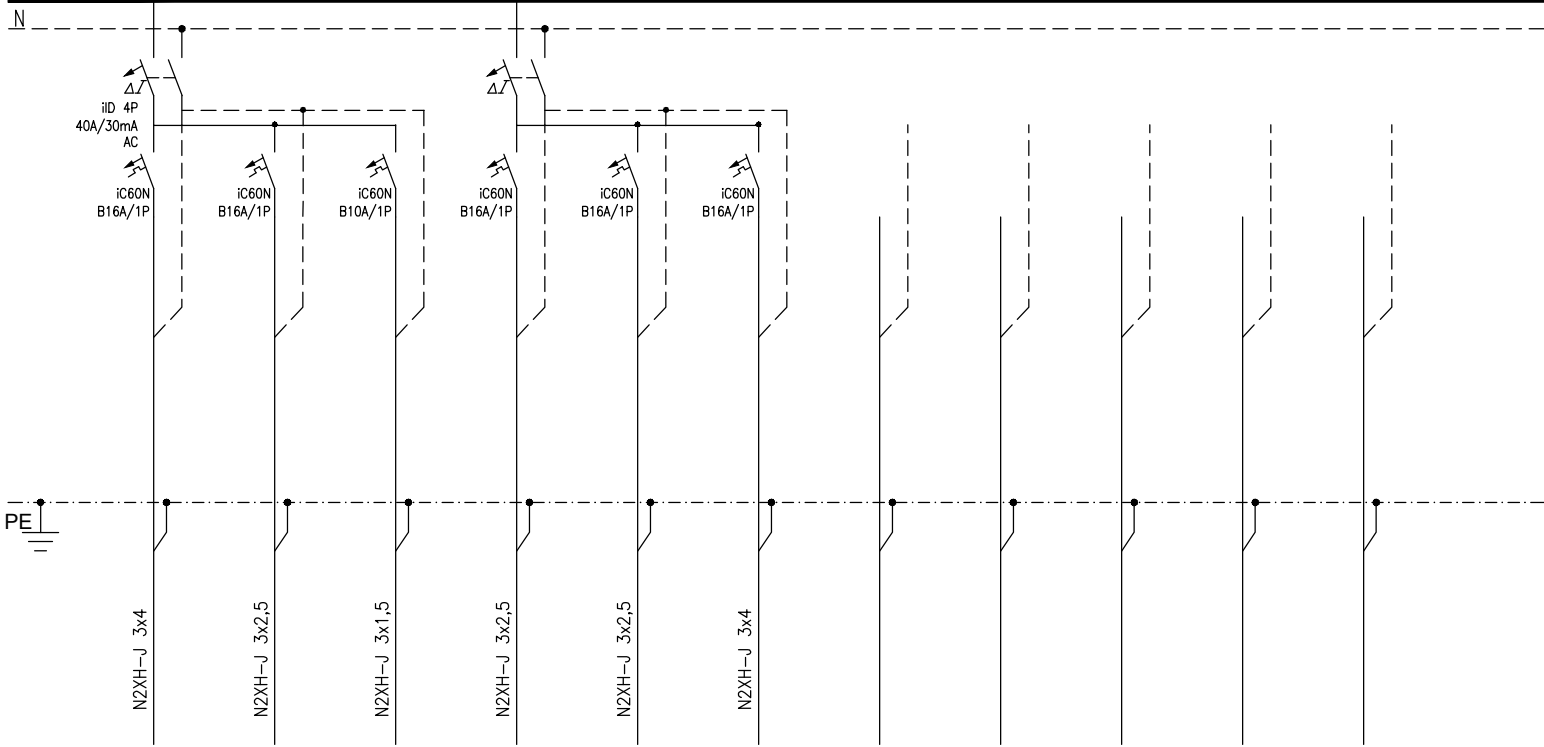 N
ΔI
iID 4P
40A/30mA
AC
ΔI
iC60N
B16A/1P
iC60N
B16A/1P
iC60N
B10A/1P
iC60N
B16A/1P
iC60N
B16A/1P
iC60N
B16A/1P
PE
N2XH-J 3x4
N2XH-J 3x2,5
N2XH-J 3x1,5
N2XH-J 3x2,5
N2XH-J 3x2,5
N2XH-J 3x4